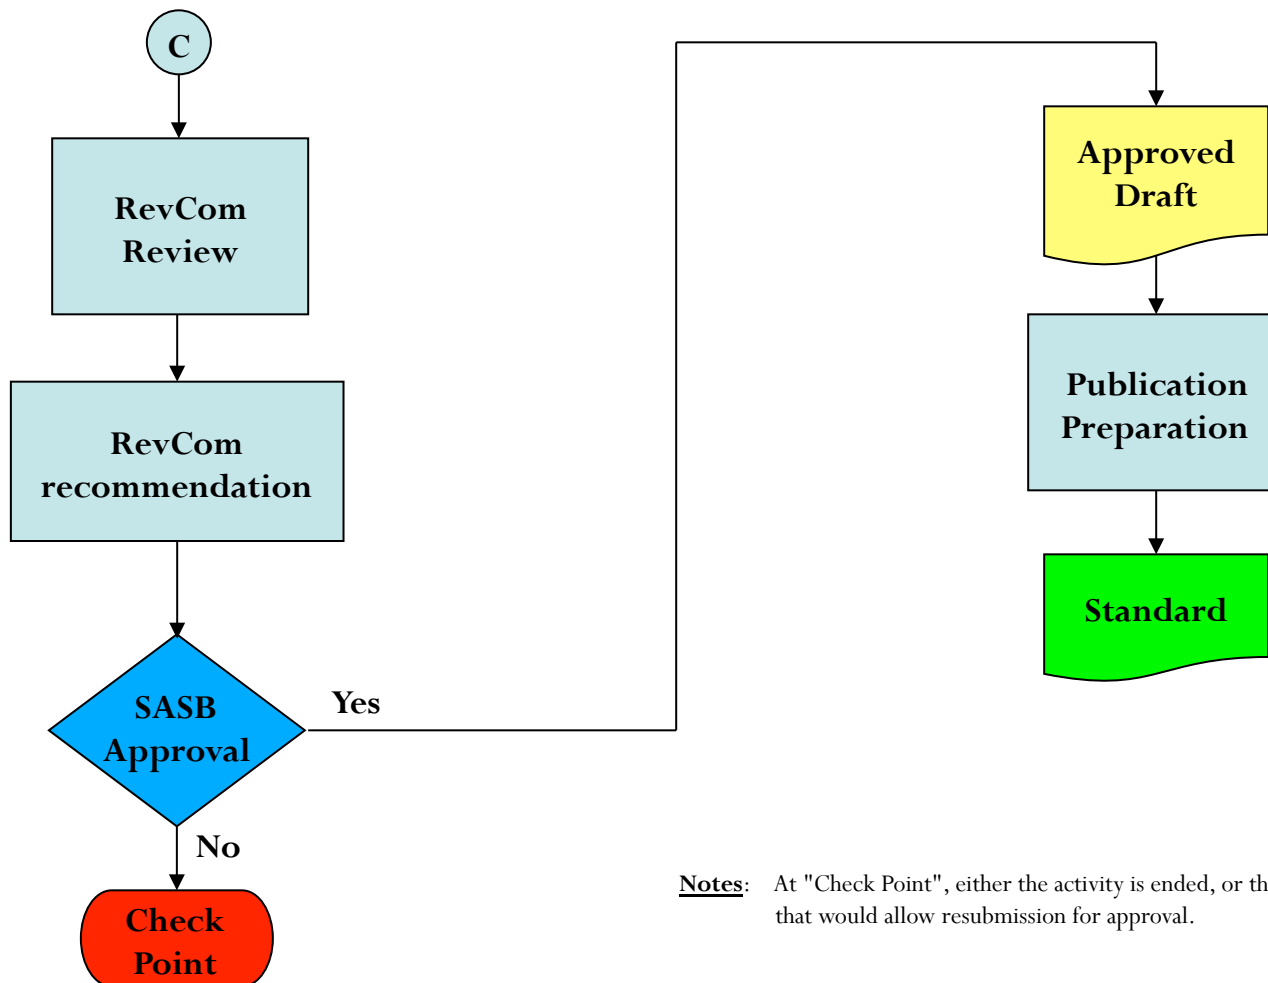 C
RevCom
Review
RevCom
recommendation
SASB
Approval
Yes
No
Check
Point
Approved
Draft
Publication
Preparation
Standard
Notes: At "Check Point", either the activity is ended, or th
that would allow resubmission for approval.